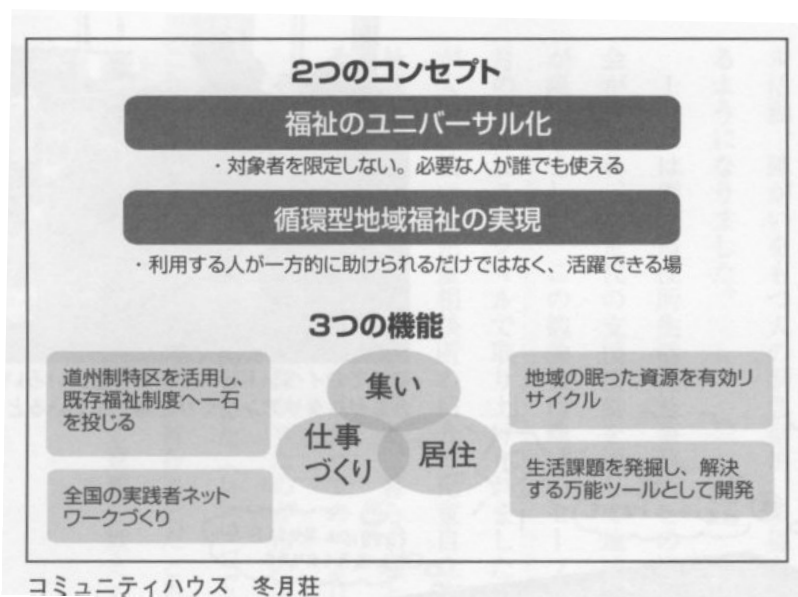 2つのコンセプト
福祉のユニバーサル化
・対象者を限定しない。必要な人が誰でも使える
循環型地域福祉の実現
・利用する人が一方的に助けられるだけではなく、活躍できる場
3つの機能
道州制特区を活用し、
既存福祉制度へ一石
を投じる
全国の実践者ネット
ワークづくり
集い
仕事
づくり
居住
地域の眠った資源を有効リ
サイクル
生活課題を発掘し、解決
する万能ツールとして開発
コミュニティハウス　冬月荘